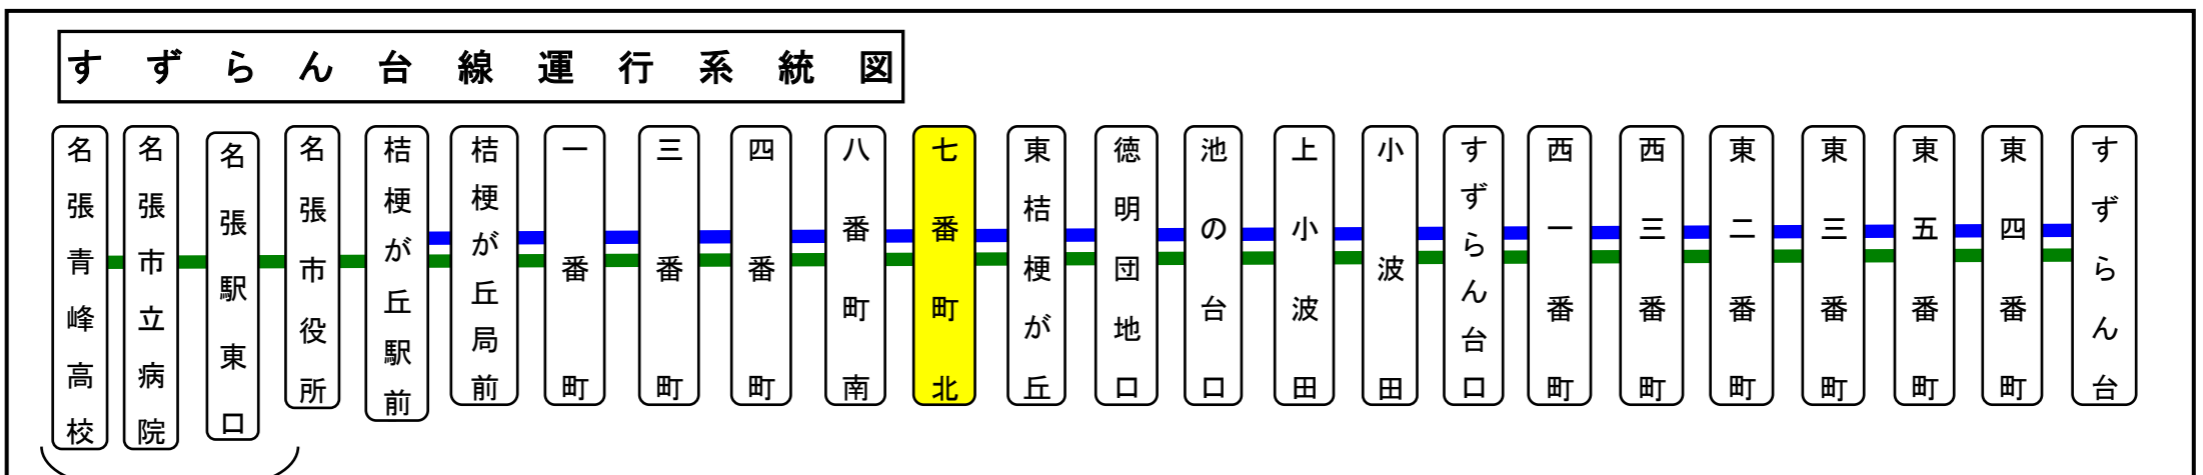 すずらん台線運行系統図
名張青峰高校
名張市立病院
名張駅東口
名張市役所
桔梗が丘駅前
桔梗が丘局前
一番町
三番町
四番町
八番町南
七番町北
東桔梗が丘
徳明団地口
池の台口
上小波田
小波田
すずらん台口
西一番町
西三番町
東二番町
東三番町
東五番町
東四番町
すずらん台